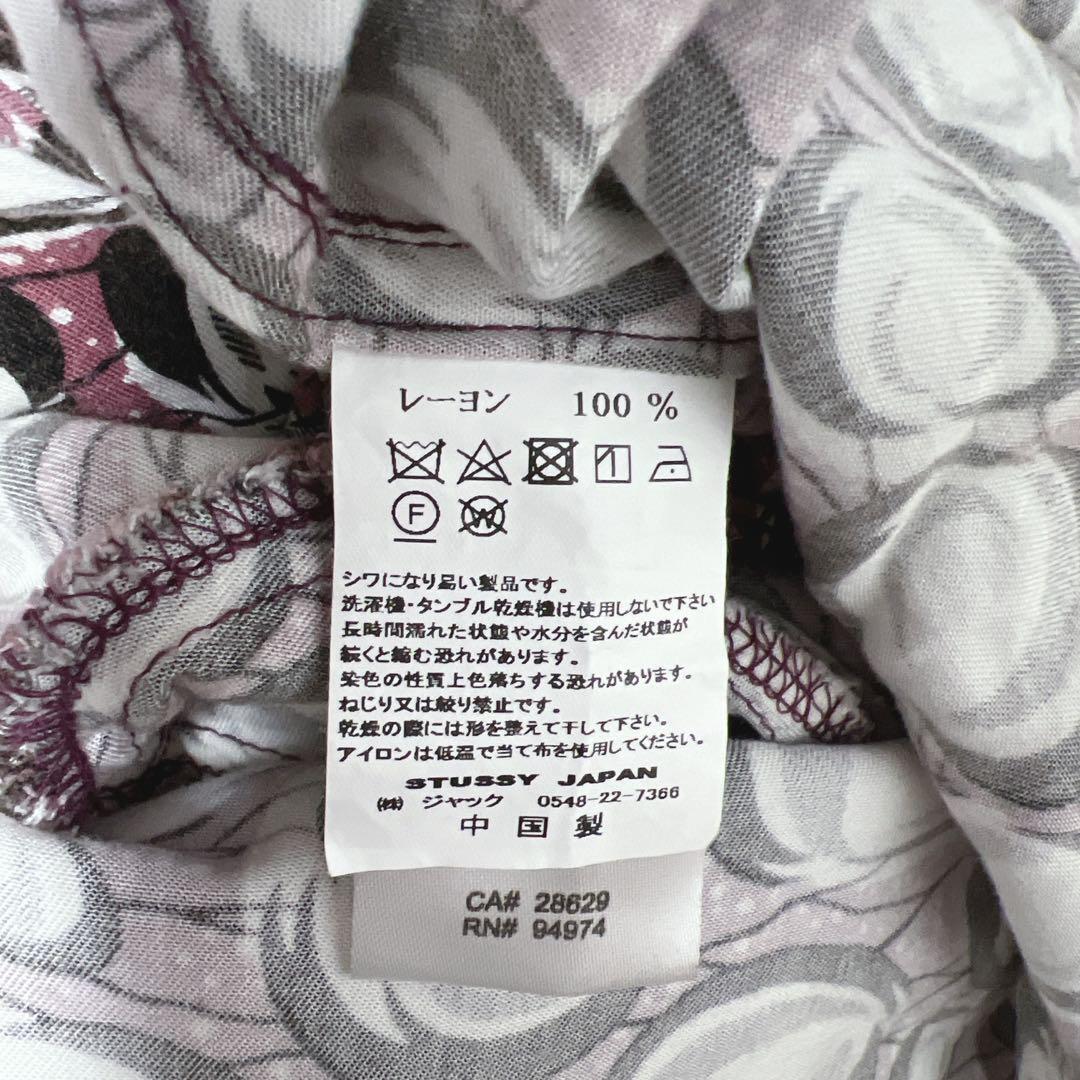 レーヨン 100 %
F W
シワになり易い製品です。
洗濯機・タンブル乾燥機は使用しないで下さい
長時間濡れた状態や水分を含んだ状態が
続くと縮む恐れがあります。
染色の性質上色落ちする恐れがあります。
ねじり又は絞り禁止です。
乾燥の際には形を整えて干して下さい。
アイロンは低温で当て布を使用してください。
STUSSY JAPAN
㈱ ジャック 0548-22-7366
中国製
CA# 28629
RN# 94974